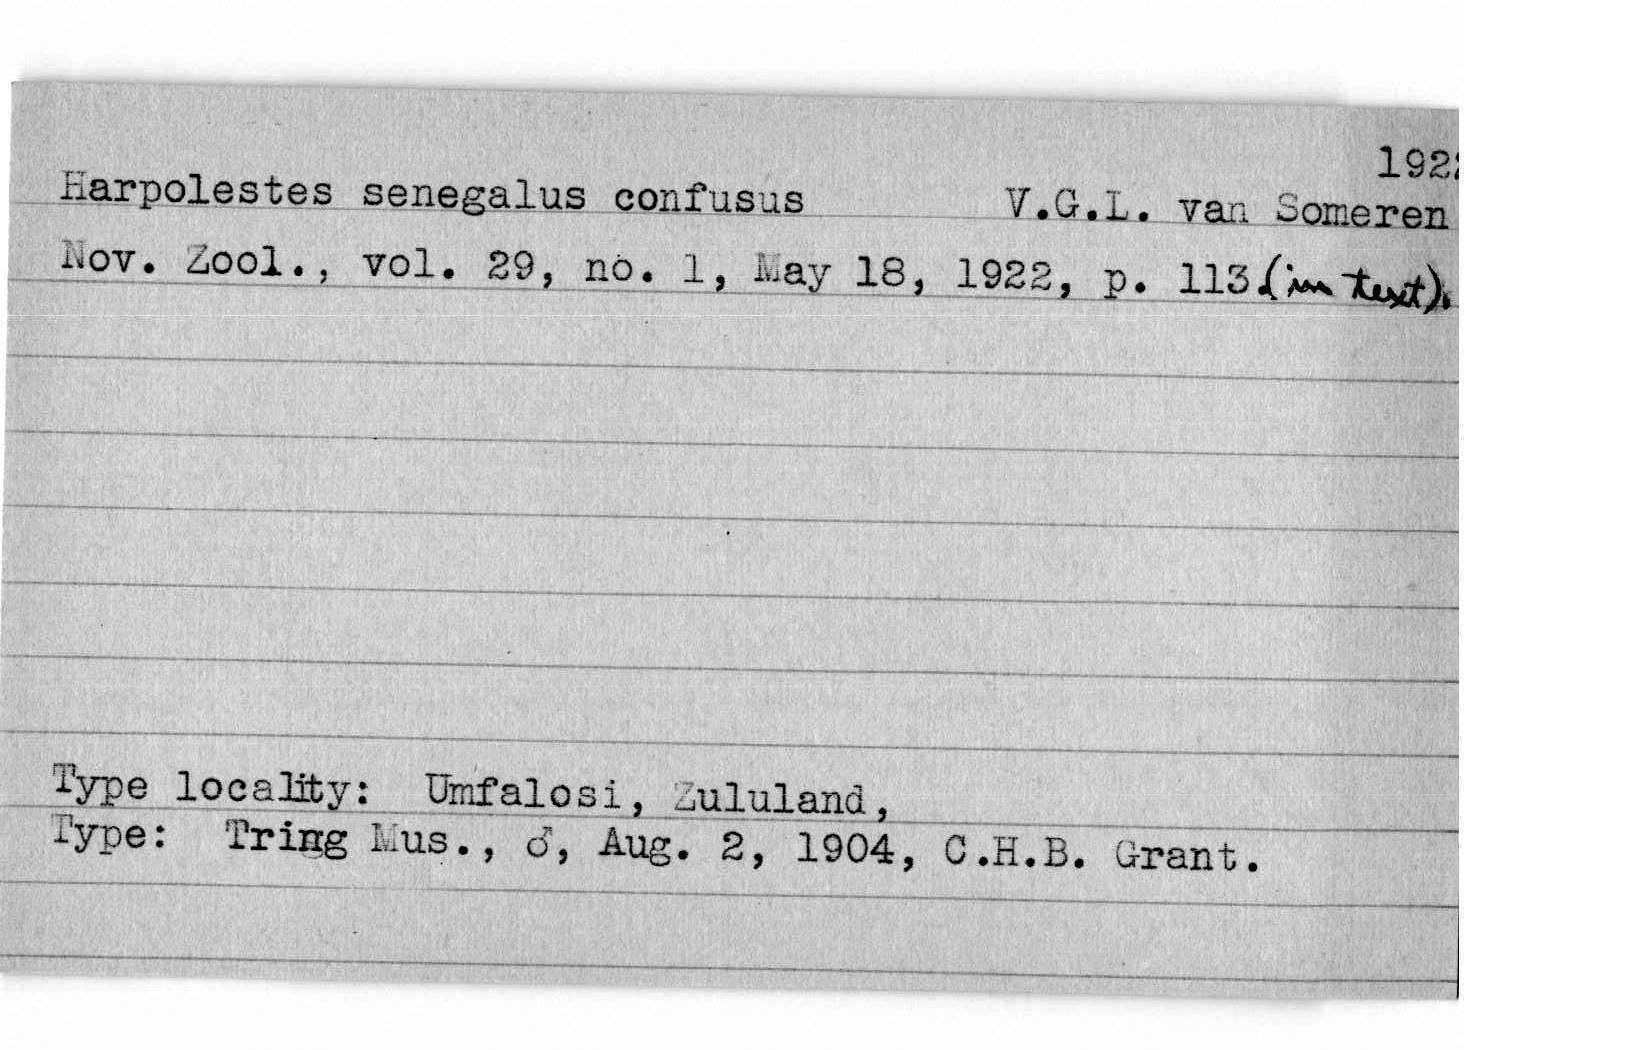 1922
Harpolestes senegalus confusus V.G.L. van Someren
Nov. Zool., vol. 29, no. 1, May 18, 1922, p. 113 (in text).
Type locality: Umfalosi, Zululand,
Type: Tring Mus., ♂, Aug. 2, 1904, C.H.B. Grant.